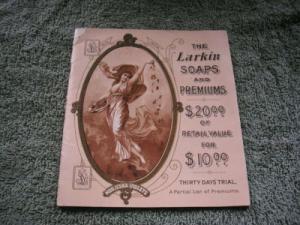 THE
Larkin
SOAPS
AND
PREMIUMS
$20.00
OF
RETAIL VALUE
FOR
$10.00
THIRTY DAYS TRIAL.
A Partial List of Premiums